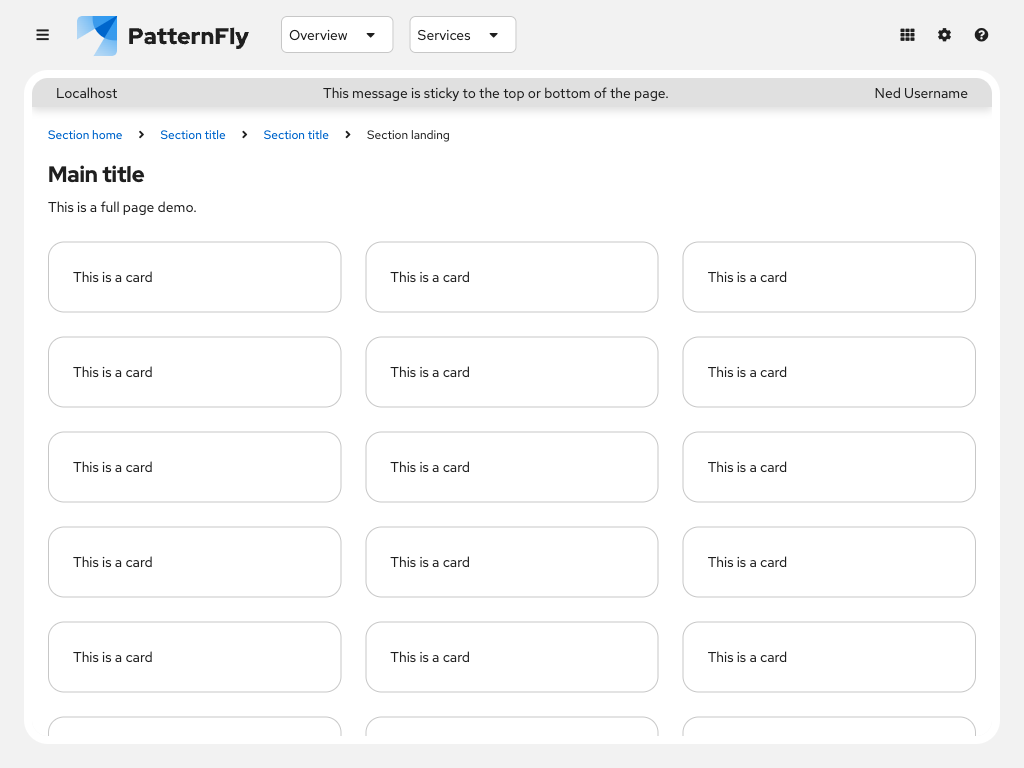 PatternFly Overview Services
Localhost This message is sticky to the top or bottom of the page. Ned Username
Section home Section title Section title Section landing
Main title
This is a full page demo.
This is a card This is a card This is a card
This is a card This is a card This is a card
This is a card This is a card This is a card
This is a card This is a card This is a card
This is a card This is a card This is a card